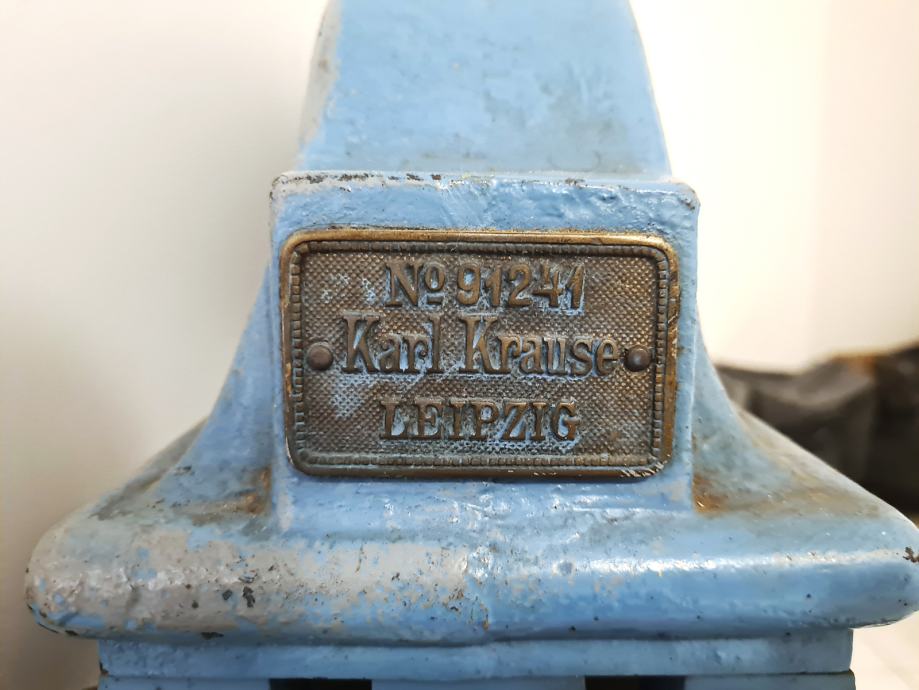 No 91241
Karl Krause
LEIPZIG